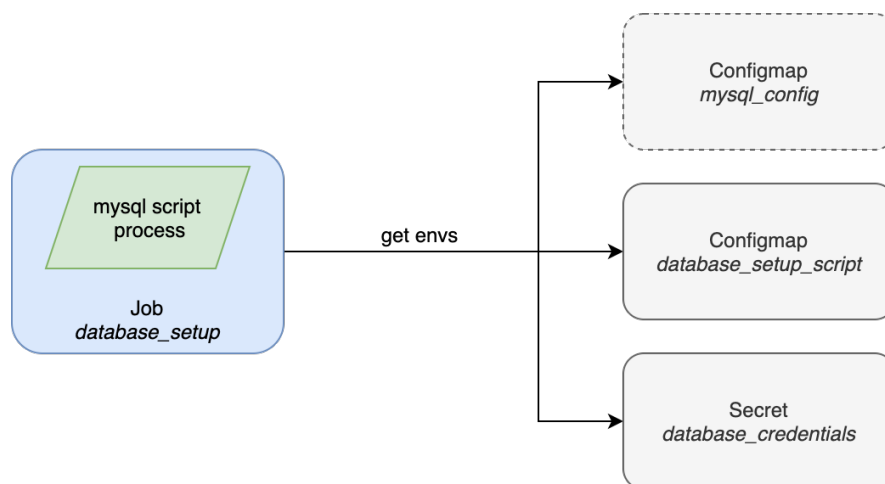 Configmap
mysql_config
mysql script
process
get envs
Configmap
database_setup_script
Job
database_setup
Secret
database_credentials